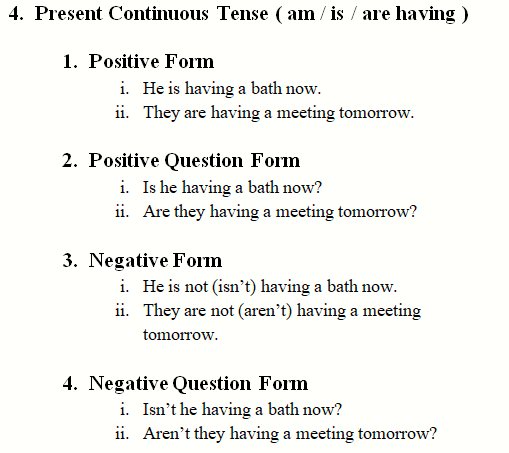 4. Present Continuous Tense ( am / is / are having )
1. Positive Form
i. He is having a bath now.
ii. They are having a meeting tomorrow.
2. Positive Question Form
i. Is he having a bath now?
ii. Are they having a meeting tomorrow?
3. Negative Form
i. He is not (isn’t) having a bath now.
ii. They are not (aren’t) having a meeting
tomorrow.
4. Negative Question Form
i. Isn’t he having a bath now?
ii. Aren’t they having a meeting tomorrow?